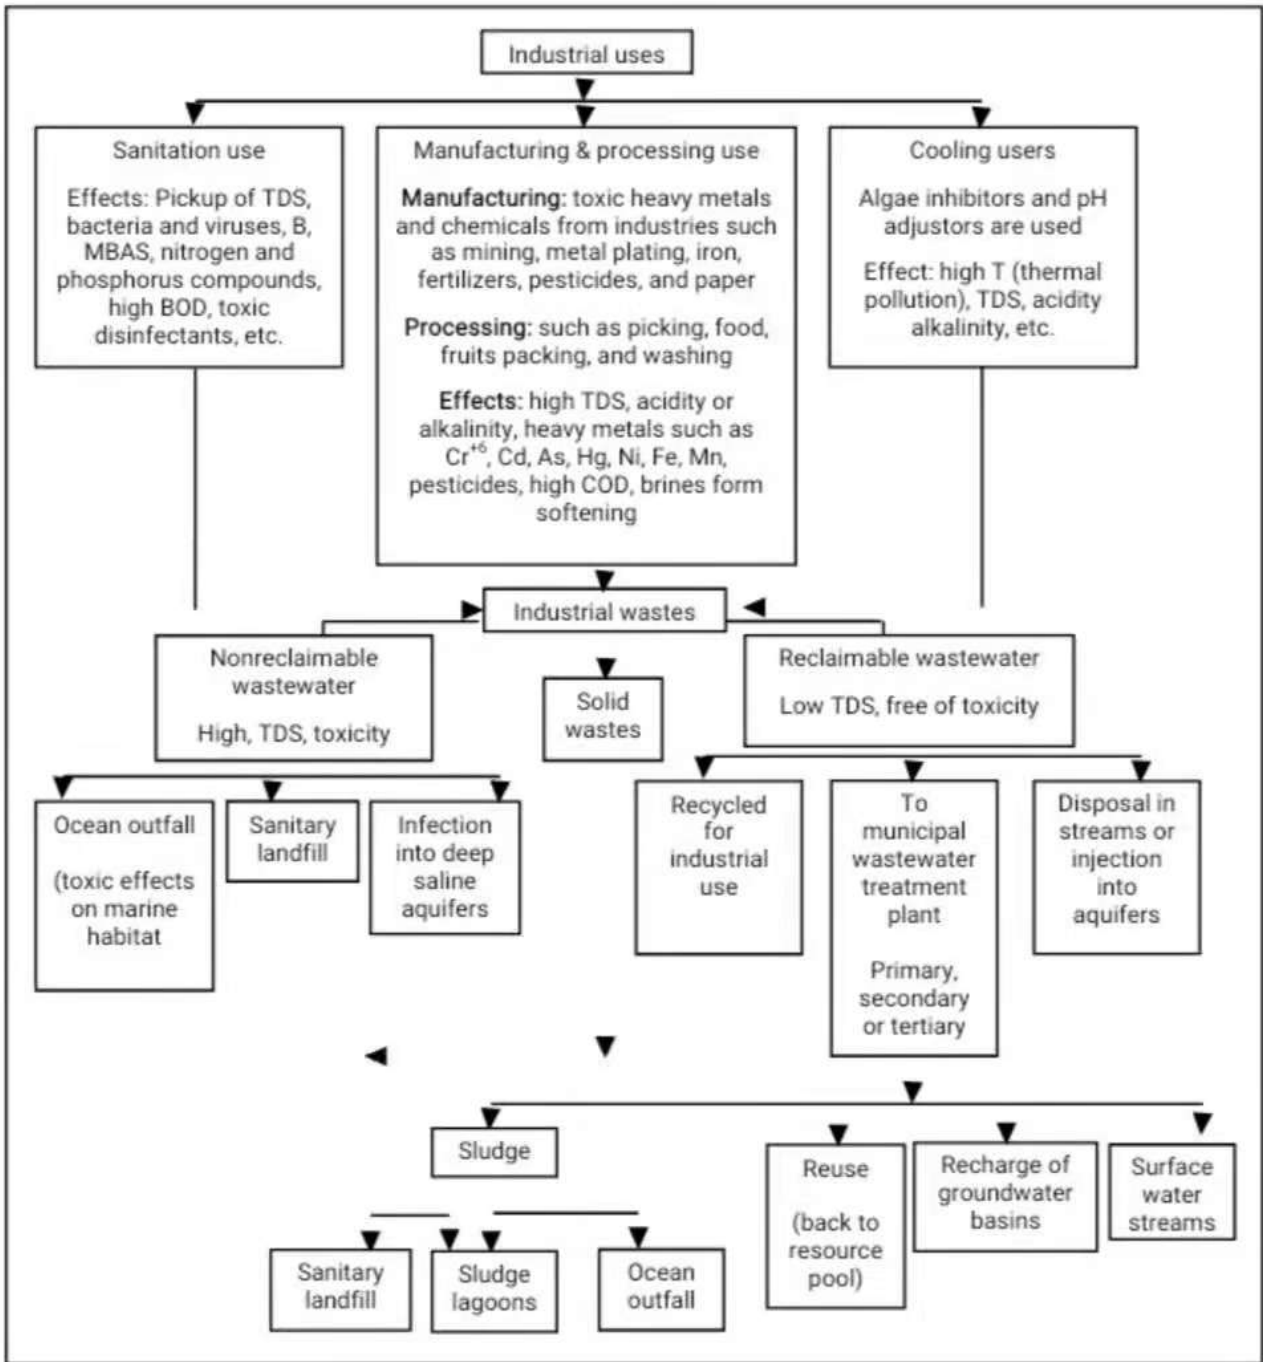 Industrial uses
Sanitation use
Effects: Pickup of TDS,
bacteria and viruses, B,
MBAS, nitrogen and
phosphorus compounds,
high BOD, toxic
disinfectants, etc.
Manufacturing & processing use
Manufacturing: toxic heavy metals
and chemicals from industries such
as mining, metal plating, iron,
fertilizers, pesticides, and paper
Processing: such as picking, food,
fruits packing, and washing
Effects: high TDS, acidity or
alkalinity, heavy metals such as
Cr⁺⁶, Cd, As, Hg, Ni, Fe, Mn,
pesticides, high COD, brines form
softening
Cooling users
Algae inhibitors and pH
adjustors are used
Effect: high T (thermal
pollution), TDS, acidity
alkalinity, etc.
Industrial wastes
Nonreclaimable
wastewater
High, TDS, toxicity
Solid
wastes
Reclaimable wastewater
Low TDS, free of toxicity
Ocean outfall
(toxic effects
on marine
habitat
Sanitary
landfill
Infection
into deep
saline
aquifers
Recycled
for
industrial
use
To
municipal
wastewater
treatment
plant
Primary,
secondary
or tertiary
Disposal in
streams or
injection
into
aquifers
Sludge
Reuse
(back to
resource
pool)
Recharge of
groundwater
basins
Surface
water
streams
Sanitary
landfill
Sludge
lagoons
Ocean
outfall